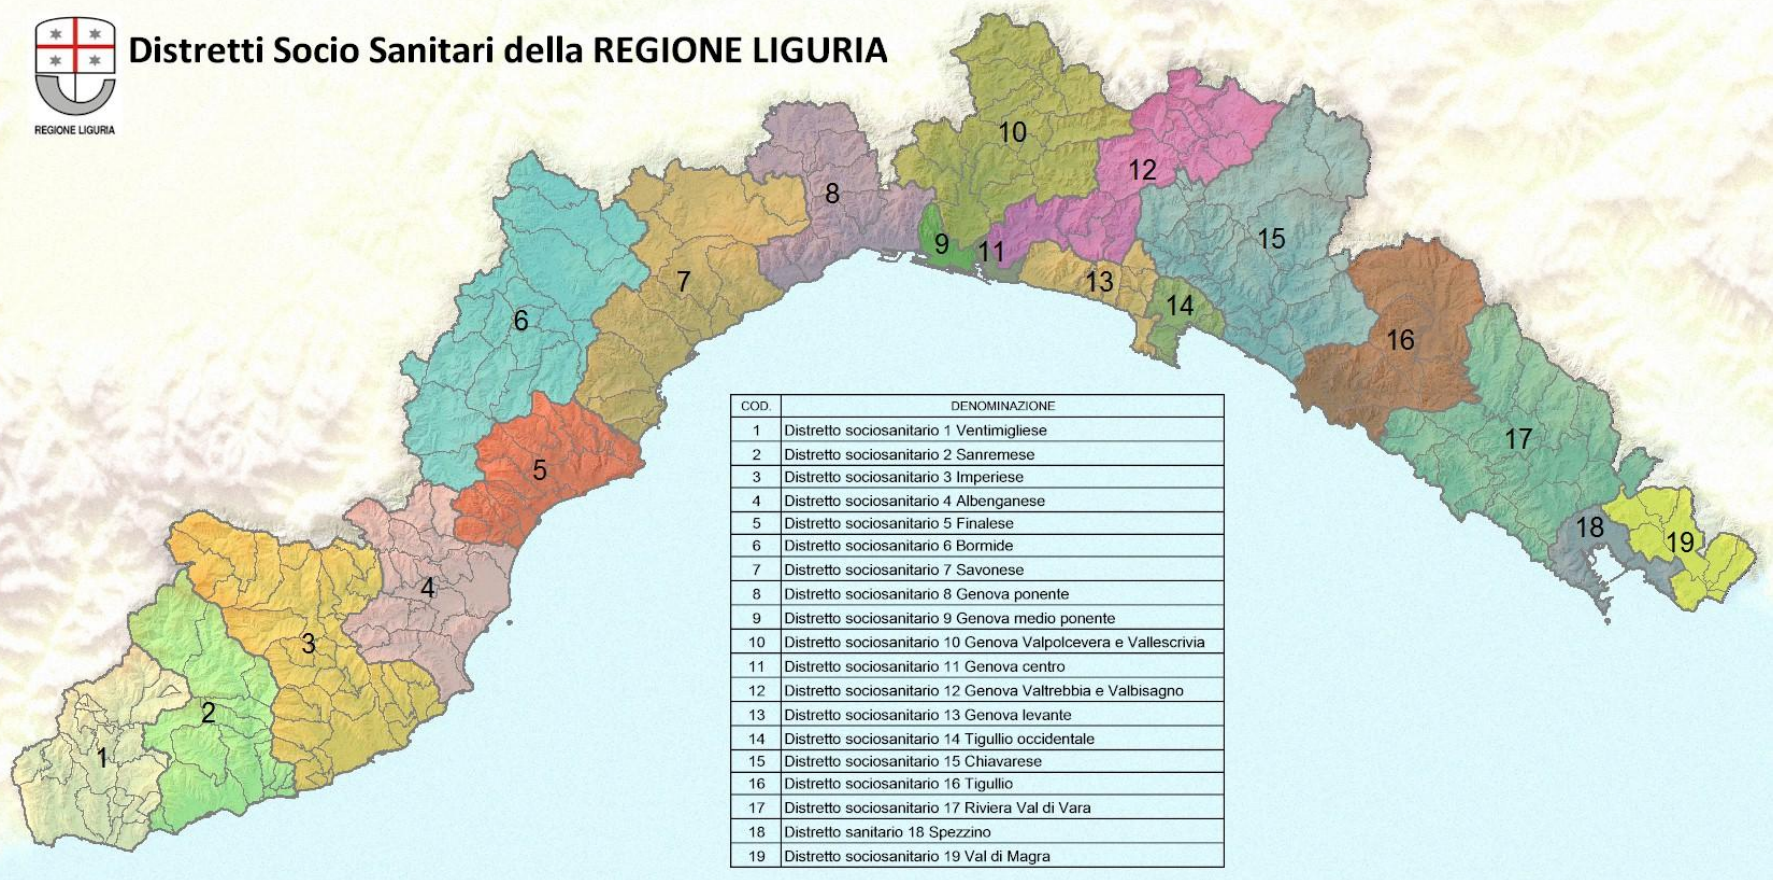 Distretti Socio Sanitari della REGIONE LIGURIA
REGIONE LIGURIA
10
12
8
9
11
15
13
14
7
6
16
17
5
18
19
4
3
2
1
COD. DENOMINAZIONE
1 Distretto sociosanitario 1 Ventimigliese
2 Distretto sociosanitario 2 Sanremese
3 Distretto sociosanitario 3 Imperiese
4 Distretto sociosanitario 4 Albenganese
5 Distretto sociosanitario 5 Finalese
6 Distretto sociosanitario 6 Bormide
7 Distretto sociosanitario 7 Savonese
8 Distretto sociosanitario 8 Genova ponente
9 Distretto sociosanitario 9 Genova medio ponente
10 Distretto sociosanitario 10 Genova Valpolcevera e Vallescrivia
11 Distretto sociosanitario 11 Genova centro
12 Distretto sociosanitario 12 Genova Valtrebbia e Valbisagno
13 Distretto sociosanitario 13 Genova levante
14 Distretto sociosanitario 14 Tigullio occidentale
15 Distretto sociosanitario 15 Chiavarese
16 Distretto sociosanitario 16 Tigullio
17 Distretto sociosanitario 17 Riviera Val di Vara
18 Distretto sanitario 18 Spezzino
19 Distretto sociosanitario 19 Val di Magra